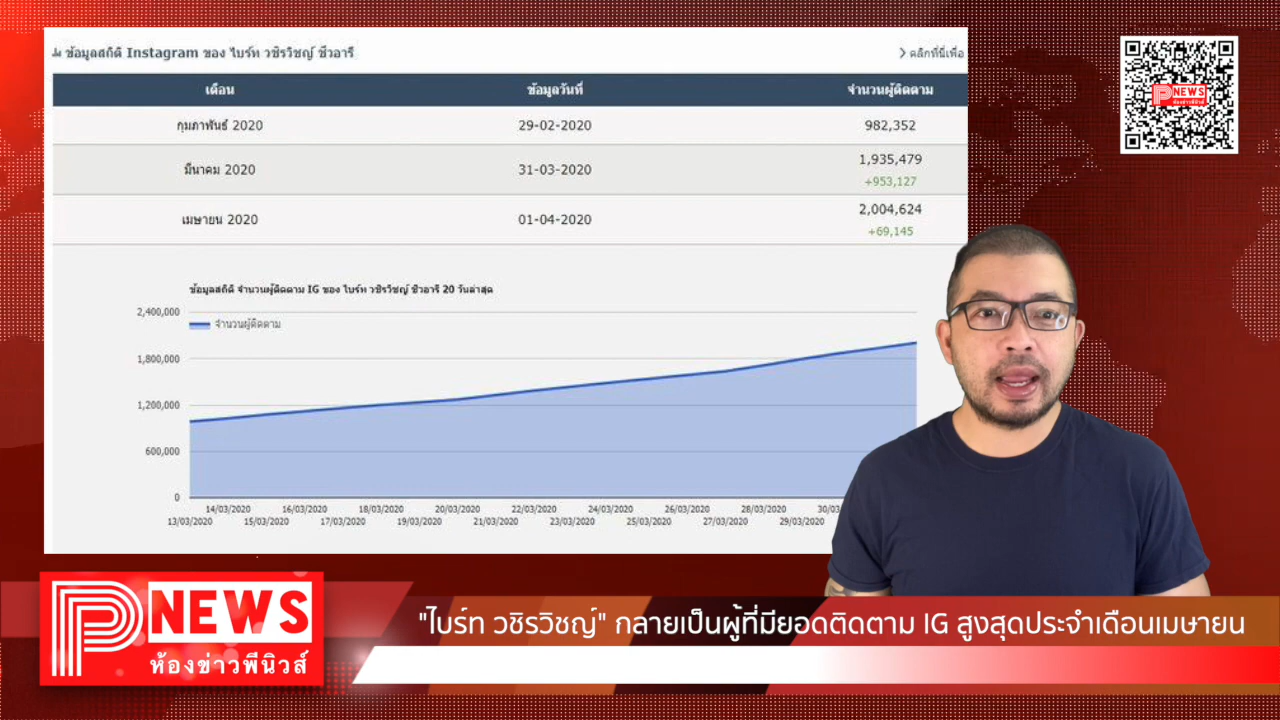 ข้อมูลสถิติ Instagram ของ ไบร์ท วชิรวิชญ์ ชีวอารี
คลิกที่นี่เพื่อ
เดือน ข้อมูลวันที่ จำนวนผู้ติดตาม
กุมภาพันธ์ 2020 29-02-2020 982,352
มีนาคม 2020 31-03-2020 1,935,479
+953,127
เมษายน 2020 01-04-2020 2,004,624
+69,145
ข้อมูลสถิติ จำนวนผู้ติดตาม IG ของ ไบร์ท วชิรวิชญ์ ชีวอารี 20 วันล่าสุด
จำนวนผู้ติดตาม
2,400,000
1,800,000
1,200,000
600,000
0
14/03/2020 16/03/2020 18/03/2020 20/03/2020 22/03/2020 24/03/2020 26/03/2020 28/03/2020 30/03
13/03/2020 15/03/2020 17/03/2020 19/03/2020 21/03/2020 23/03/2020 25/03/2020 27/03/2020 29/03/2020
P NEWS
ห้องข่าวพีนิวส์
P NEWS
ห้องข่าวพีนิวส์
"ไบร์ท วชิรวิชญ์" กลายเป็นผู้ที่มียอดติดตาม IG สูงสุดประจำเดือนเมษายน